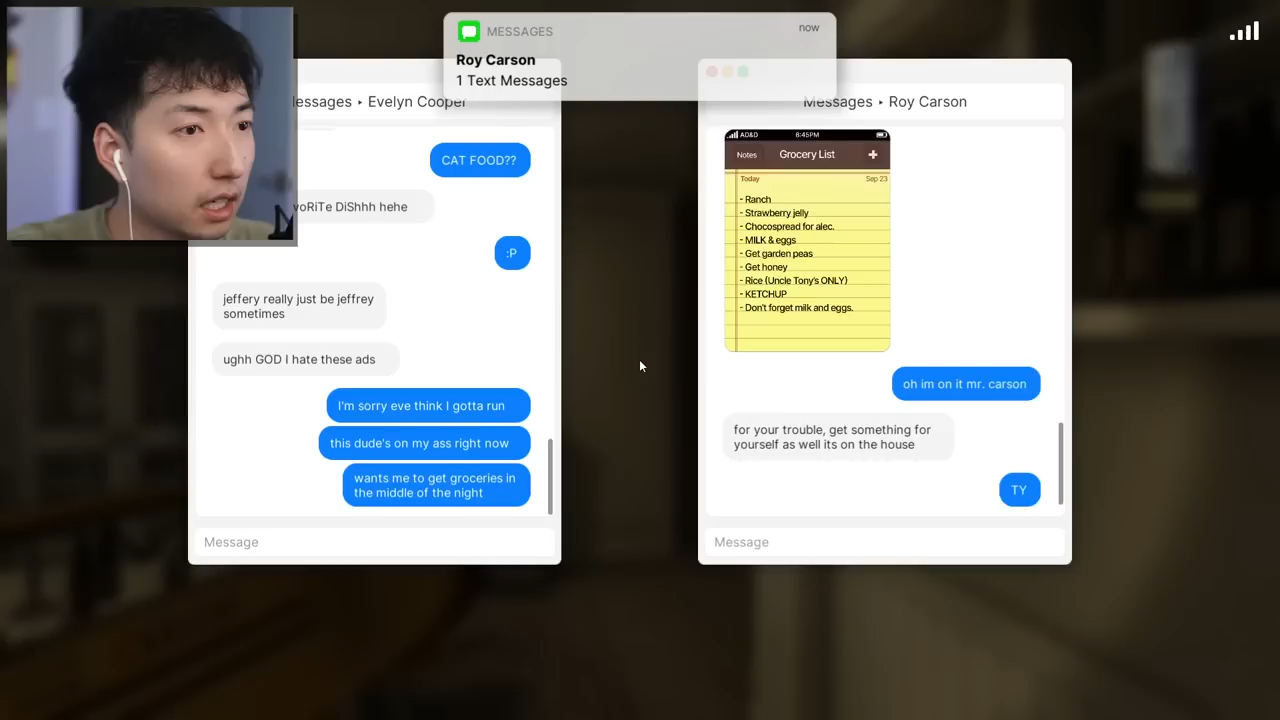 MESSAGES
now
Roy Carson
1 Text Messages
essages ▸ Evelyn Cooper
CAT FOOD??
voRiTe DiShhh hehe
:P
jeffery really just be jeffrey
sometimes
ughh GOD I hate these ads
I'm sorry eve think I gotta run
this dude's on my ass right now
wants me to get groceries in
the middle of the night
Message
Messages ▸ Roy Carson
AD&D
8:45PM
Notes
Grocery List
+
Today
Sep 23
- Ranch
- Strawberry jelly
- Chocospread for alec.
- MILK & eggs
- Get garden peas
- Get honey
- Rice (Uncle Tony's ONLY)
- KETCHUP
- Don't forget milk and eggs.
oh im on it mr. carson
for your trouble, get something for
yourself as well its on the house
TY
Message